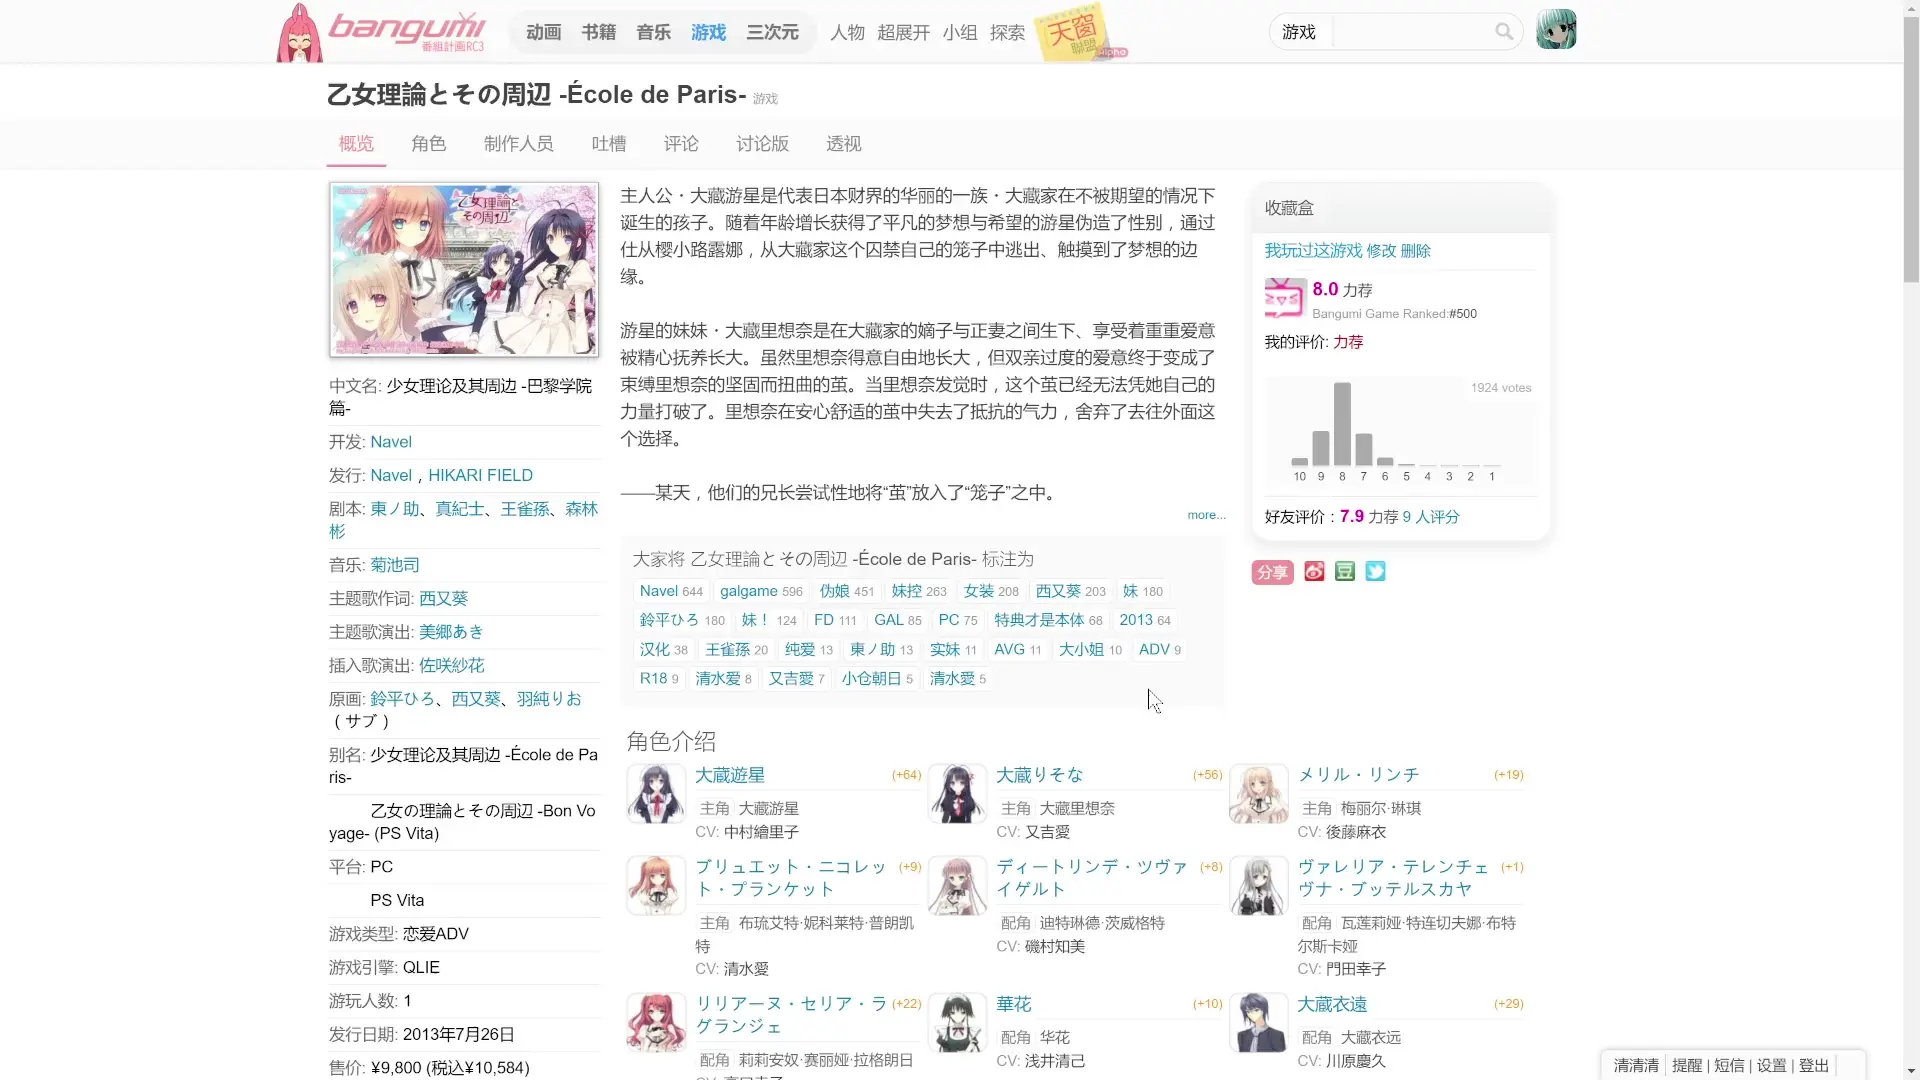 bangumi
番組計画RC3
动画 书籍 音乐 游戏 三次元 人物 超展开 小组 探索 天窗 联盟 alpha 游戏
乙女理論とその周辺 -École de Paris- 游戏
概览 角色 制作人员 吐槽 评论 讨论版 透视
乙女理論と
その周辺
中文名: 少女理论及其周边 -巴黎学院
篇-
开发: Navel
发行: Navel，HIKARI FIELD
剧本: 東ノ助、真紀士、王雀孫、森林
彬
音乐: 菊池司
主题歌作词: 西又葵
主题歌演出: 美郷あき
插入歌演出: 佐咲紗花
原画: 鈴平ひろ、西又葵、羽純りお
（サブ）
别名: 少女理论及其周边 -École de Pa
ris-
乙女の理論とその周辺 -Bon Vo
yage- (PS Vita)
平台: PC
PS Vita
游戏类型: 恋爱ADV
游戏引擎: QLIE
游玩人数: 1
发行日期: 2013年7月26日
售价: ¥9,800 (税込¥10,584)
主人公・大藏游星是代表日本财界的华丽的一族・大藏家在不被期望的情况下
诞生的孩子。随着年龄增长获得了平凡的梦想与希望的游星伪造了性别，通过
仕从樱小路露娜，从大藏家这个囚禁自己的笼子中逃出、触摸到了梦想的边
缘。
游星的妹妹・大藏里想奈是在大藏家的嫡子与正妻之间生下、享受着重重爱意
被精心抚养长大。虽然里想奈得意自由地长大，但双亲过度的爱意终于变成了
束缚里想奈的坚固而扭曲的茧。当里想奈发觉时，这个茧已经无法凭她自己的
力量打破了。里想奈在安心舒适的茧中失去了抵抗的气力，舍弃了去往外面这
个选择。
——某天，他们的兄长尝试性地将“茧”放入了“笼子”之中。
more...
大家将 乙女理論とその周辺 -École de Paris- 标注为
Navel 644 galgame 596 伪娘 451 妹控 263 女装 208 西又葵 203 妹 180
鈴平ひろ 180 妹！ 124 FD 111 GAL 85 PC 75 特典才是本体 68 2013 64
汉化 38 王雀孫 20 纯爱 13 東ノ助 13 实妹 11 AVG 11 大小姐 10 ADV 9
R18 9 清水爱 8 又吉愛 7 小仓朝日 5 清水愛 5
角色介绍
大蔵遊星 (+64)
主角 大藏游星
CV: 中村繪里子
大蔵りそな (+56)
主角 大藏里想奈
CV: 又吉愛
メリル・リンチ (+19)
主角 梅丽尔·琳琪
CV: 後藤麻衣
ブリュエット・ニコレッ (+9)
ト・プランケット
主角 布琉艾特·妮科莱特·普朗凯
特
CV: 清水愛
ディートリンデ・ツヴァ (+8)
イゲルト
配角 迪特琳德·茨威格特
CV: 磯村知美
ヴァレリア・テレンチェ (+1)
ヴナ・ブッテルスカヤ
配角 瓦莲莉娅·特连切夫娜·布特
尔斯卡娅
CV: 門田幸子
リリアーヌ・セリア・ラ (+22)
グランジェ
配角 莉莉安奴·赛丽娅·拉格朗日
華花 (+10)
配角 华花
CV: 浅井清己
大蔵衣遠 (+29)
配角 大藏衣远
CV: 川原慶久
收藏盒
我玩过这游戏 修改 删除
8.0 力荐
Bangumi Game Ranked:#500
我的评价: 力荐
1924 votes
10 9 8 7 6 5 4 3 2 1
好友评价：7.9 力荐 9 人评分
分享 豆
清清清 | 提醒 | 短信 | 设置 | 登出